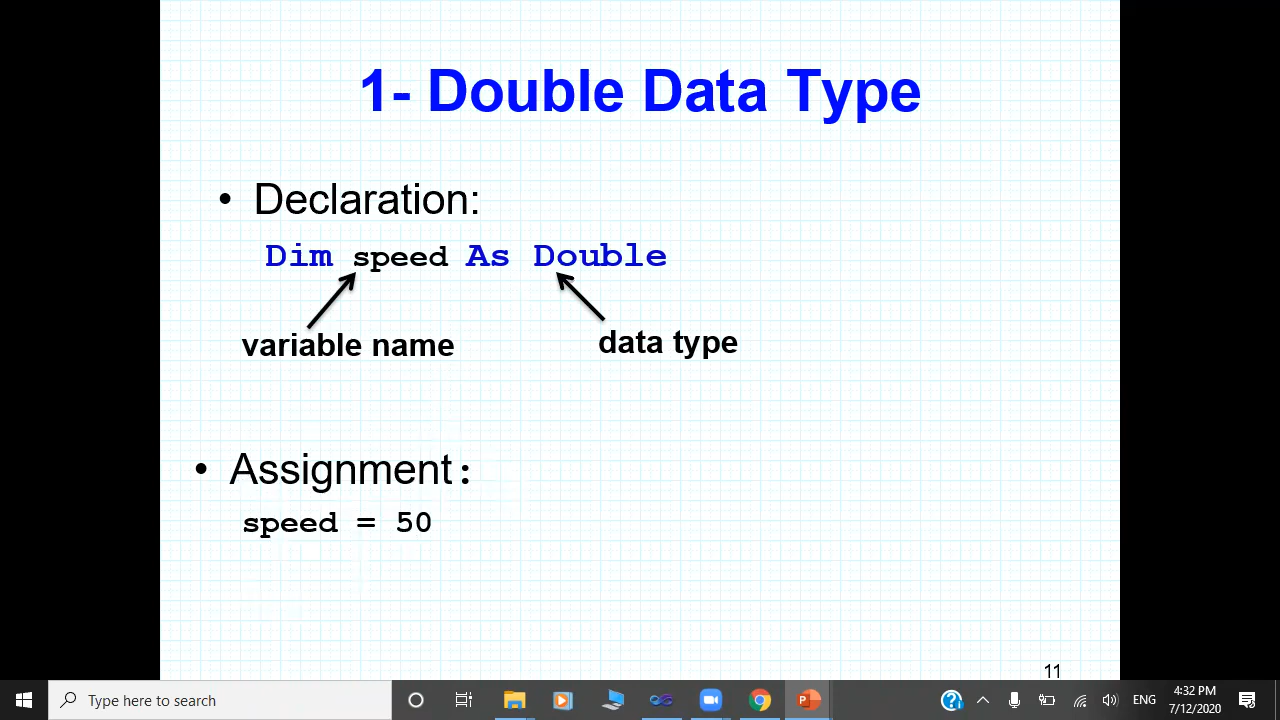 1- Double Data Type
• Declaration:
Dim speed As Double
variable name data type
• Assignment:
speed = 50
11
Type here to search
ENG
4:32 PM
7/12/2020